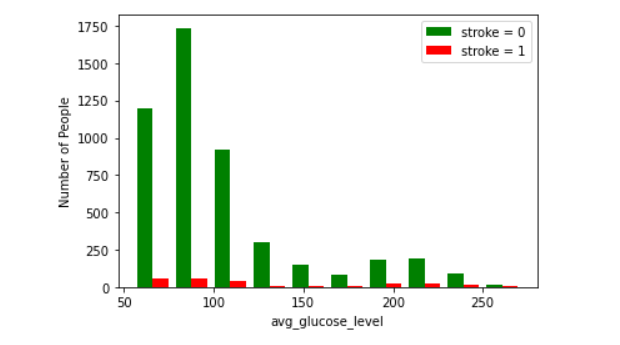 1750
1500
1250
1000
750
500
250
0
Number of People
stroke = 0
stroke = 1
50 100 150 200 250
avg_glucose_level